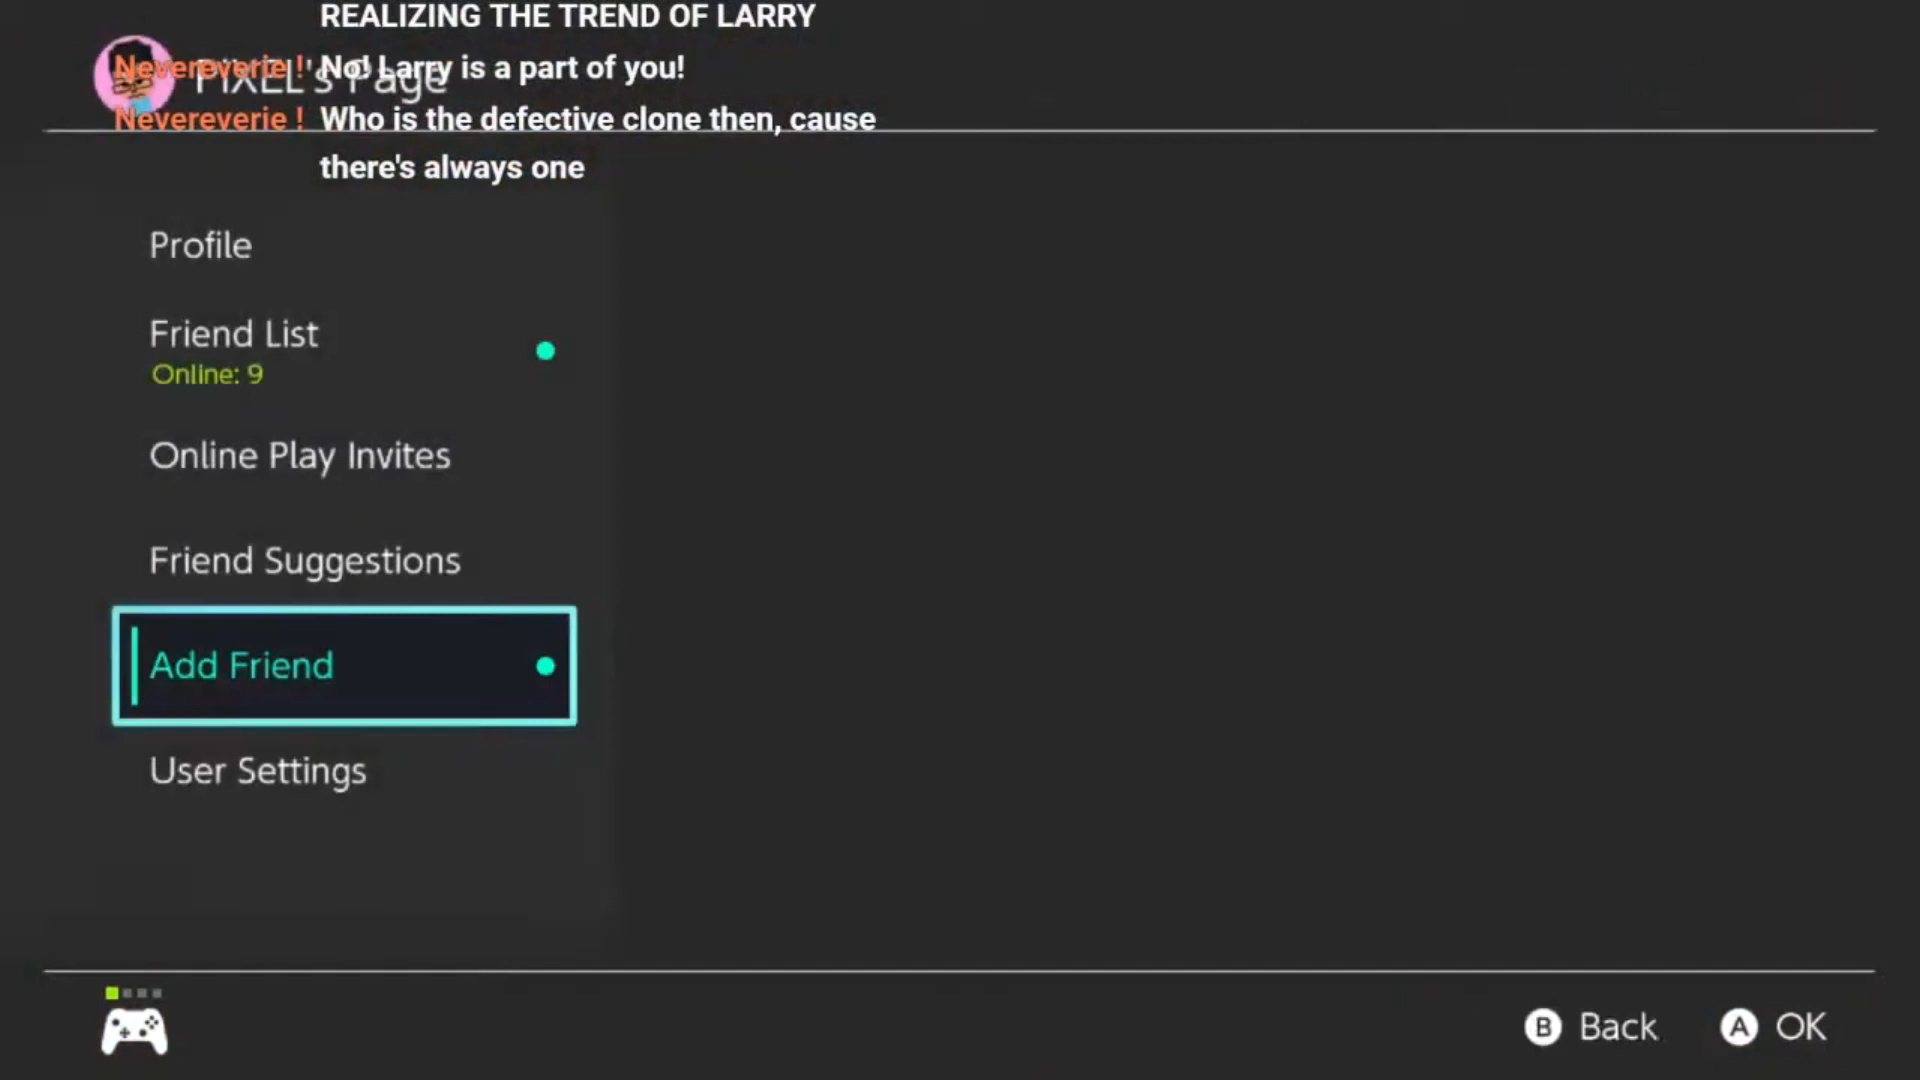 REALIZING THE TREND OF LARRY
Nevereverie ! No! Larry is a part of you!
PIXEL's Page
Nevereverie ! Who is the defective clone then, cause
there's always one
Profile
Friend List
Online: 9
Online Play Invites
Friend Suggestions
Add Friend
User Settings
B Back A OK